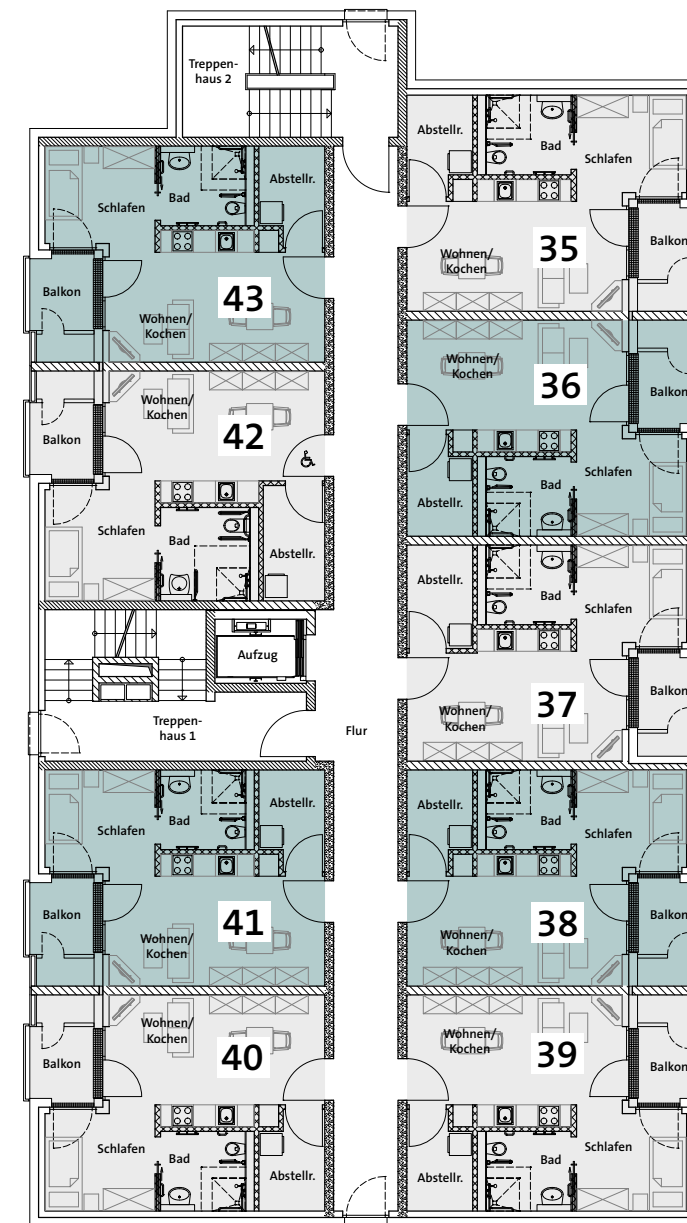 Treppen-
haus 2
Abstellr.
Bad
Schlafen
Wohnen/
Kochen
35
Balkon
Schlafen
Bad
Abstellr.
Balkon
Wohnen/
Kochen
43
Wohnen/
Kochen
36
Balkon
Abstellr.
Bad
Schlafen
Wohnen/
Kochen
42
Balkon
Schlafen
Bad
Abstellr.
Abstellr.
Bad
Schlafen
Wohnen/
Kochen
37
Balkon
Aufzug
Treppen-
haus 1
Flur
Schlafen
Bad
Abstellr.
Balkon
Wohnen/
Kochen
41
Abstellr.
Bad
Schlafen
Wohnen/
Kochen
38
Balkon
Wohnen/
Kochen
40
Balkon
Schlafen
Bad
Abstellr.
Wohnen/
Kochen
39
Balkon
Abstellr.
Bad
Schlafen